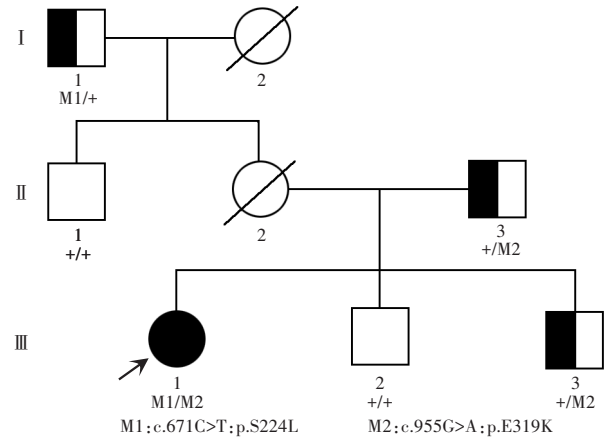 Ⅰ
1
M1/+
2
Ⅱ
1
+/+
2
3
+/M2
Ⅲ
1
M1/M2
2
+/+
3
+/M2
M1:c.671C>T:p.S224L
M2:c.955G>A:p.E319K